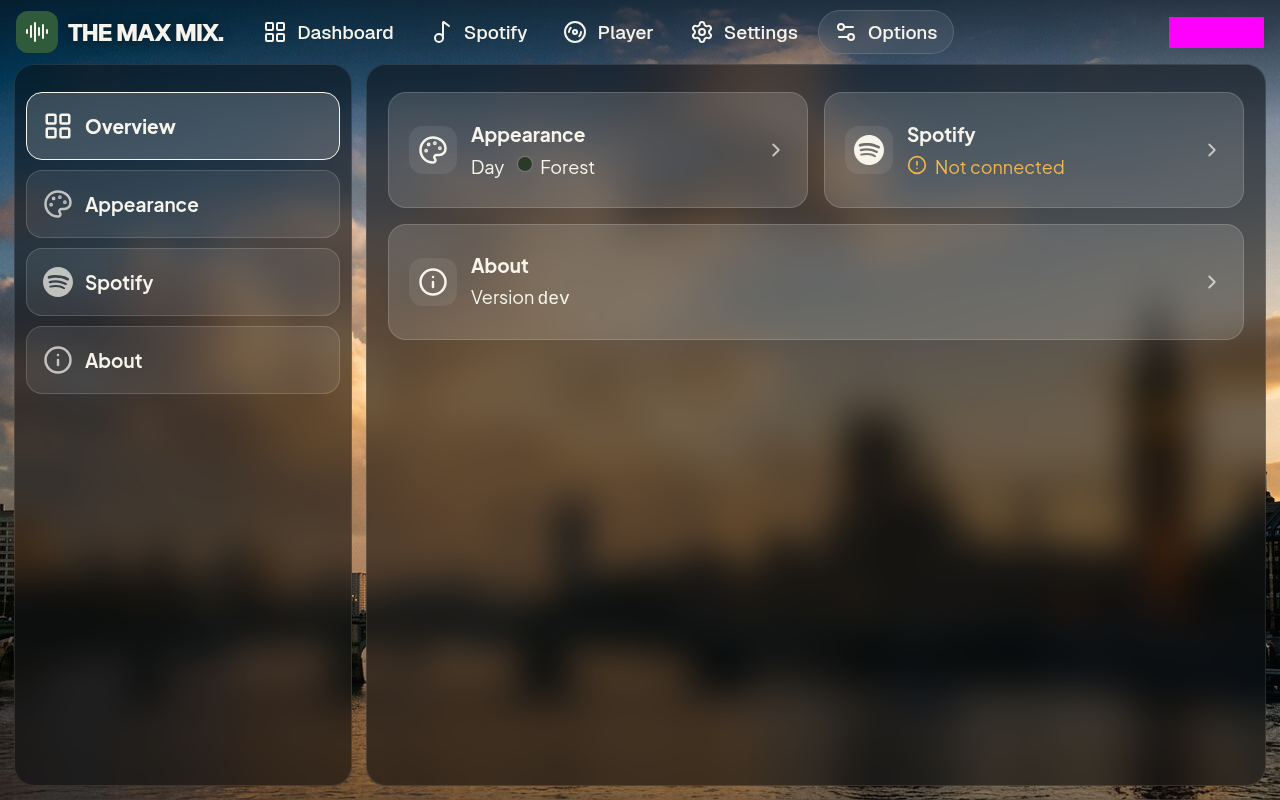 THE MAX MIX.
Dashboard
Spotify
Player
Settings
Options
Overview
Appearance
Spotify
About
Appearance
Day Forest
Spotify
Not connected
About
Version dev